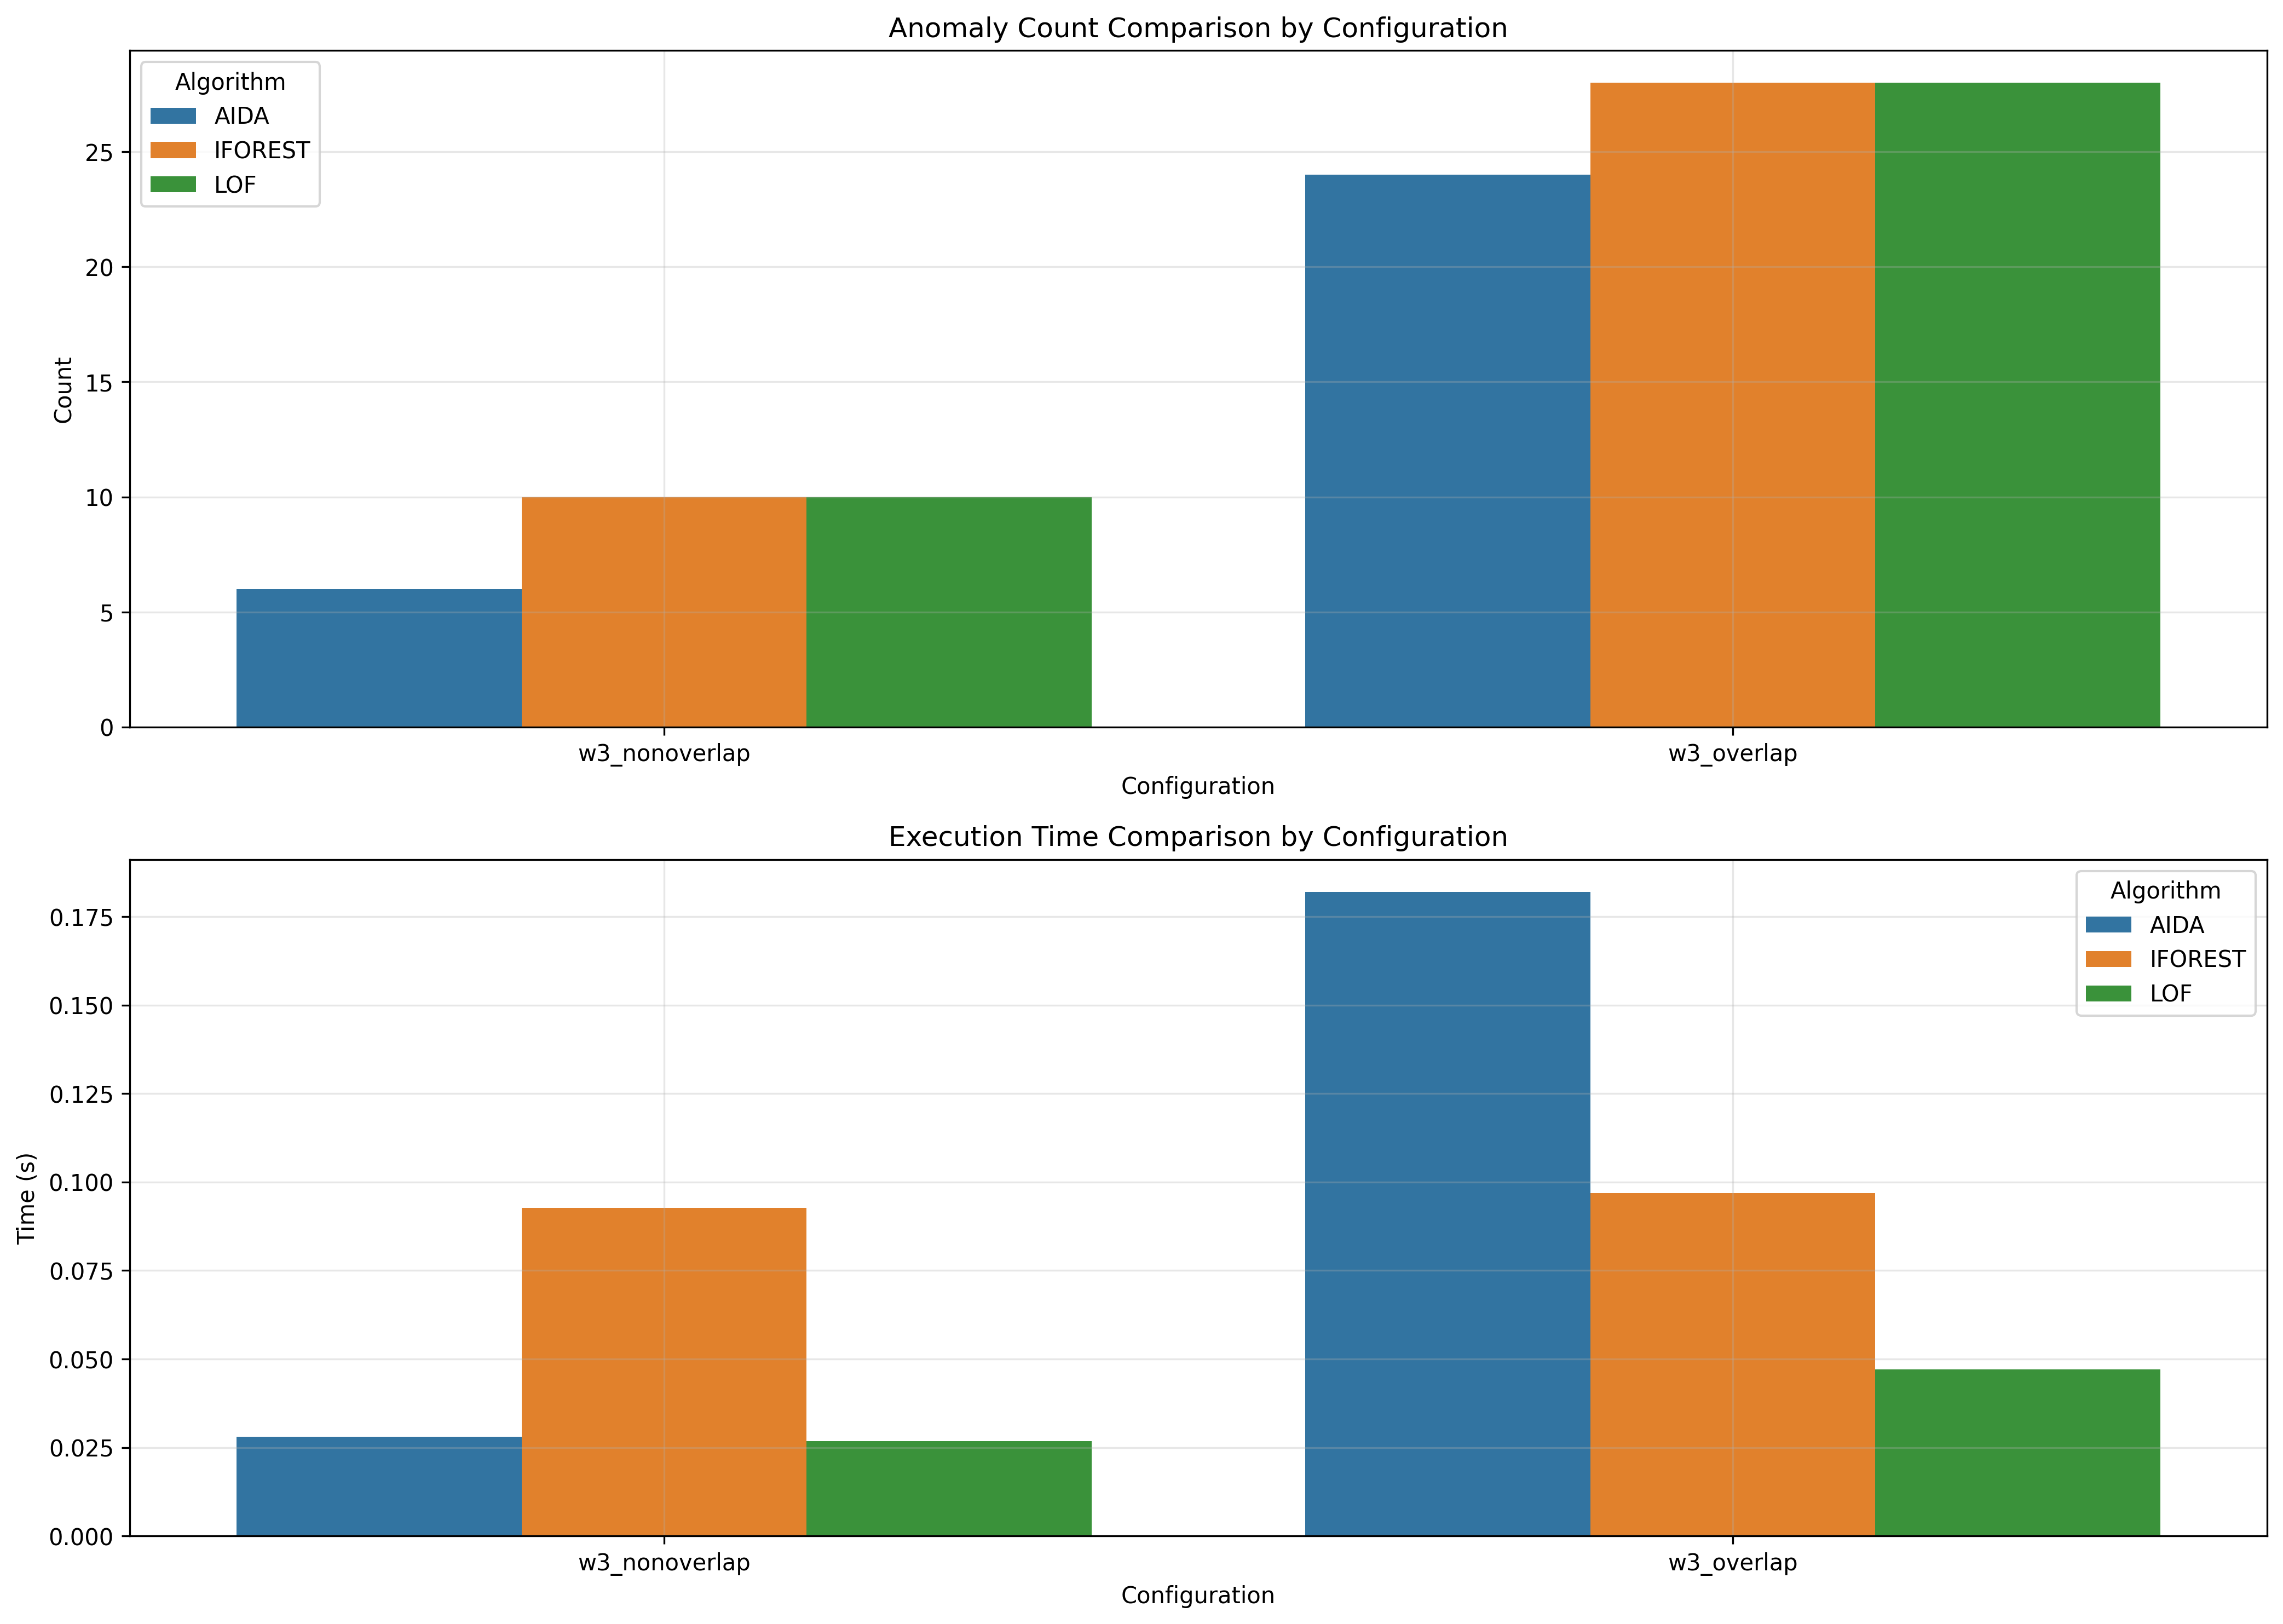 Anomaly Count Comparison by Configuration
Algorithm
AIDA
IFOREST
LOF
25
20
15
10
5
0
Count
w3_nonoverlap
w3_overlap
Configuration
Execution Time Comparison by Configuration
Algorithm
AIDA
IFOREST
LOF
0.175
0.150
0.125
0.100
0.075
0.050
0.025
0.000
Time (s)
w3_nonoverlap
w3_overlap
Configuration